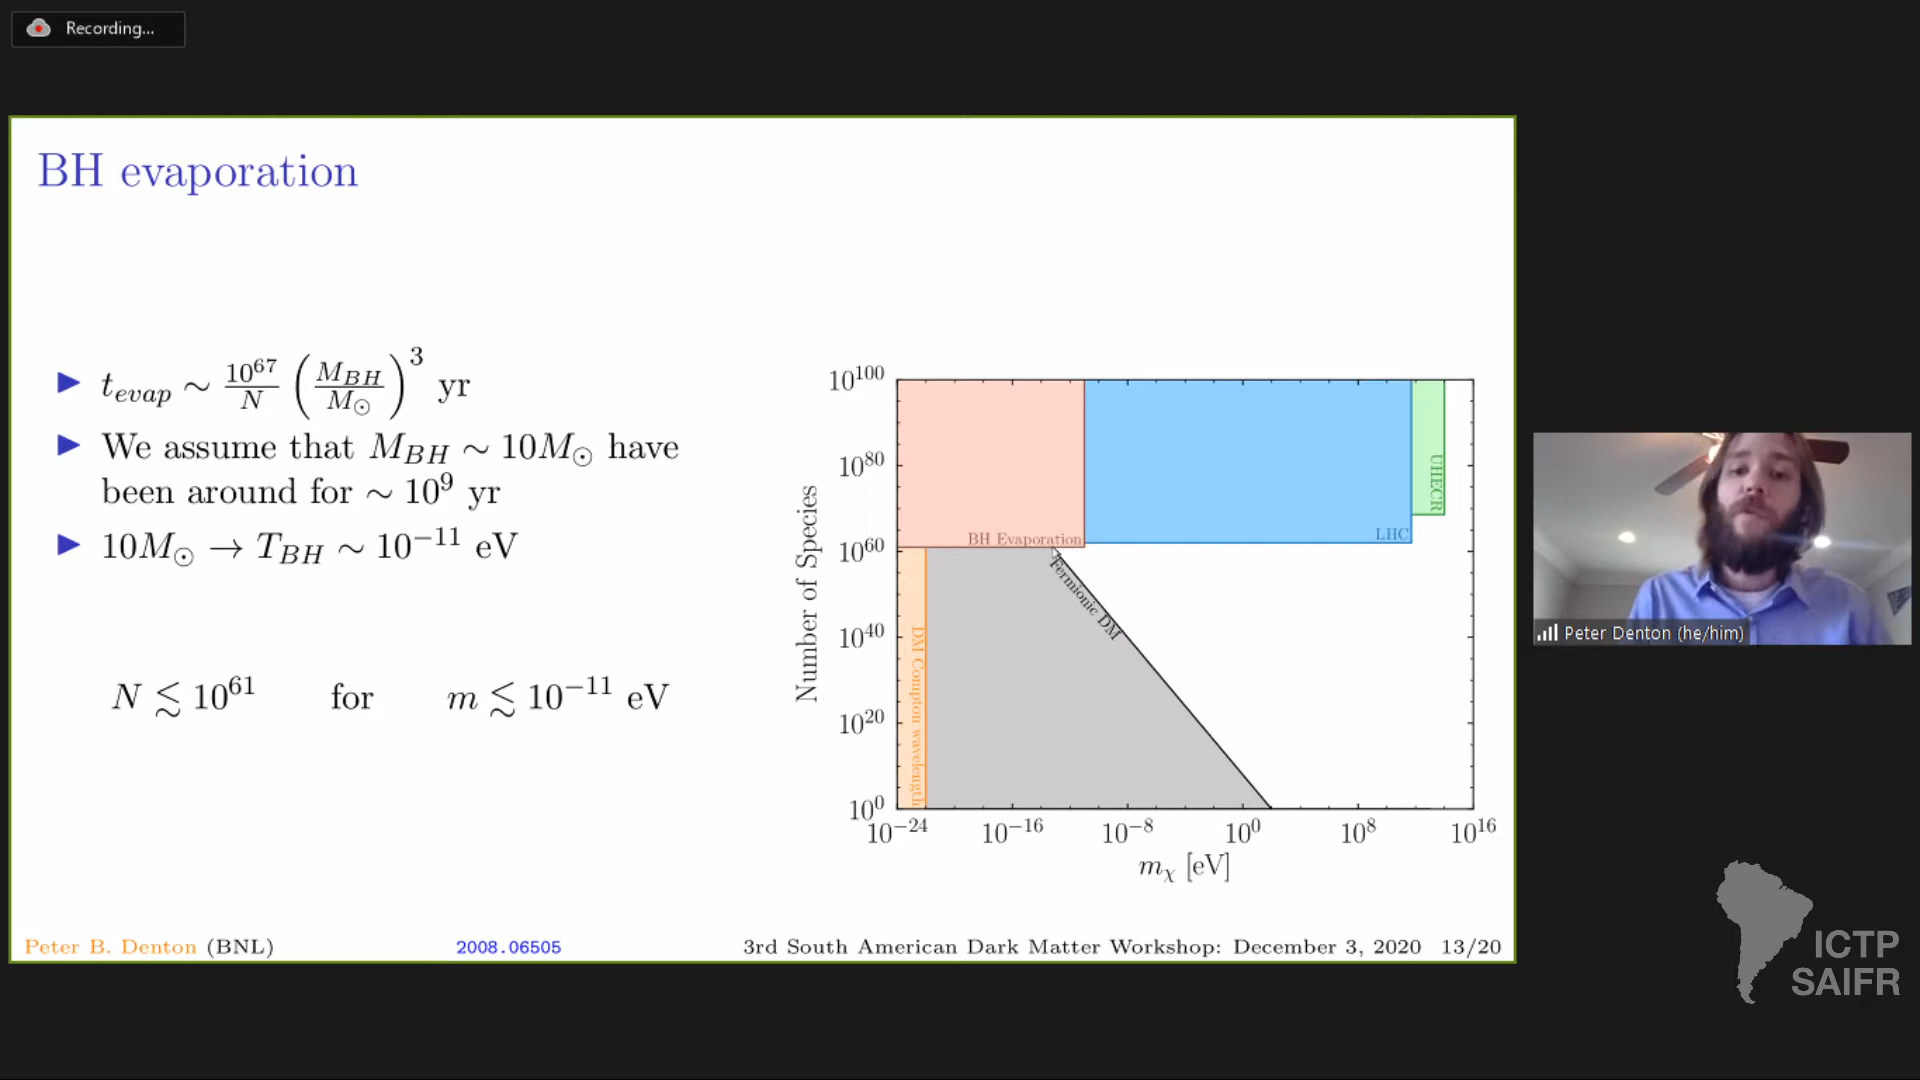 Recording...
BH evaporation
▶ t_evap ∼ 10^67/N (M_BH/M_⊙)^3 yr
▶ We assume that M_BH ∼ 10M_⊙ have
been around for ∼ 10^9 yr
▶ 10M_⊙ → T_BH ∼ 10^−11 eV
N ≲ 10^61 for m ≲ 10^−11 eV
Number of Species
10^100
10^80
10^60
10^40
10^20
10^0
10^−24 10^−16 10^−8 10^0 10^8 10^16
m_χ [eV]
BH Evaporation
LHC
UHECR
Fermionic DM
DM Compton wavelength
Peter B. Denton (BNL) 2008.06505 3rd South American Dark Matter Workshop: December 3, 2020 13/20
Peter Denton (he/him)
ICTP
SAIFR